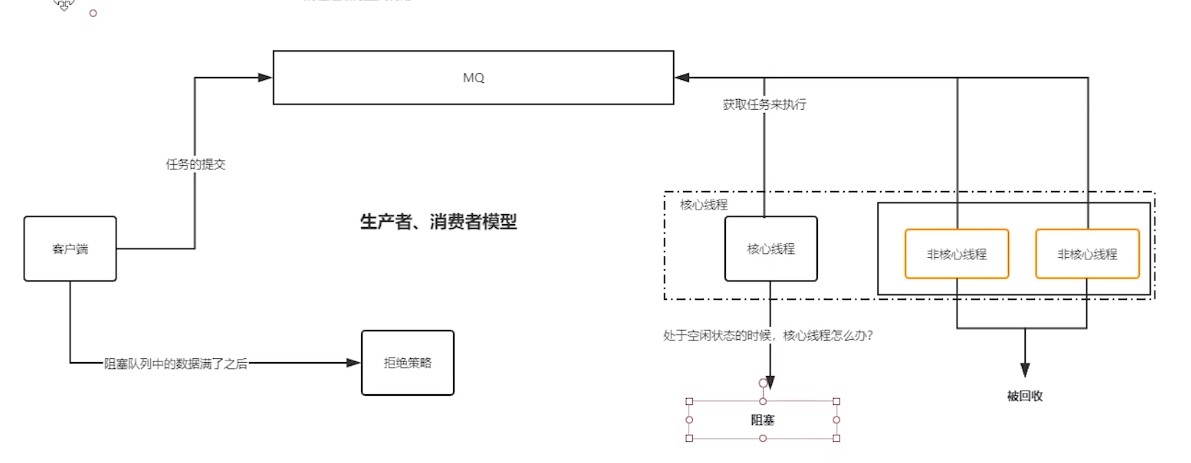 MQ
获取任务来执行
任务的提交
生产者、消费者模型
核心线程
客户端
核心线程
非核心线程
非核心线程
处于空闲状态的时候，核心线程怎么办？
阻塞队列中的数据满了之后
拒绝策略
被回收
阻塞